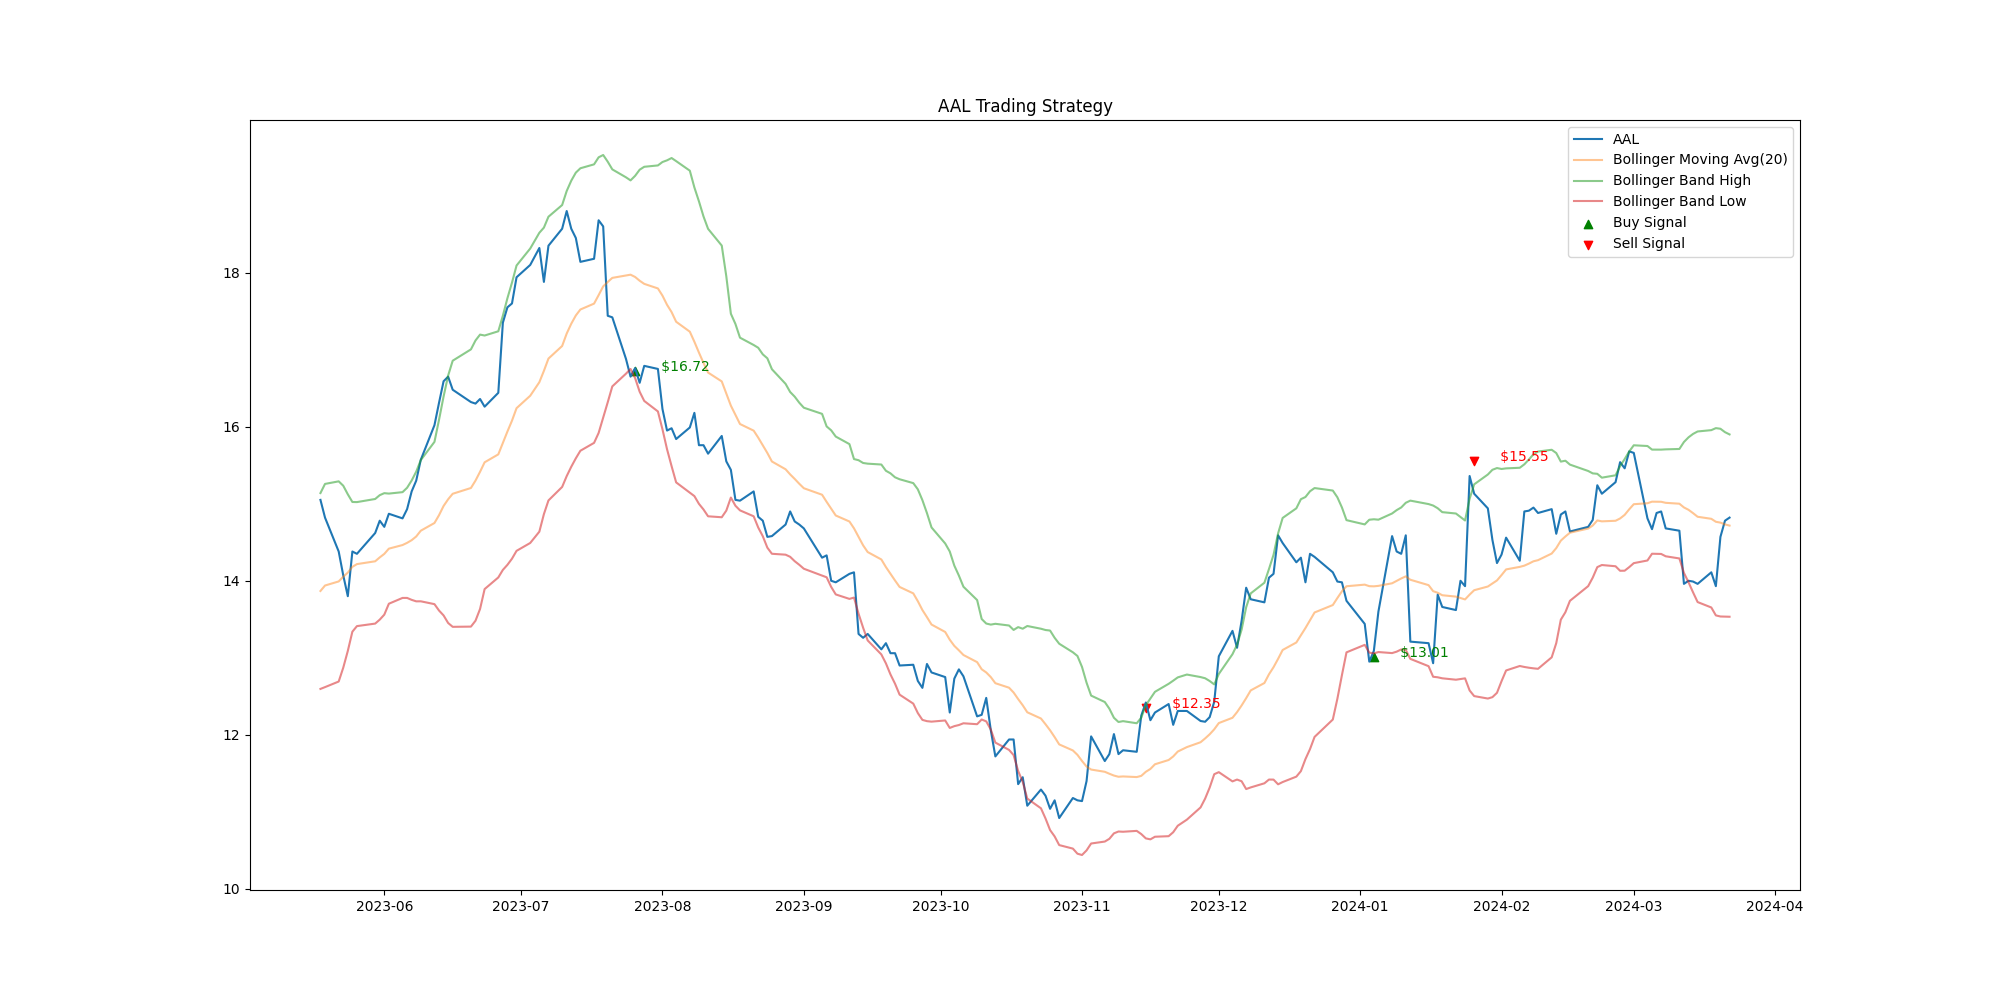 AAL Trading Strategy
AAL
Bollinger Moving Avg(20)
Bollinger Band High
Bollinger Band Low
Buy Signal
Sell Signal
18
16
14
12
10
$16.72
$15.55
$13.01
$12.35
2023-06 2023-07 2023-08 2023-09 2023-10 2023-11 2023-12 2024-01 2024-02 2024-03 2024-04